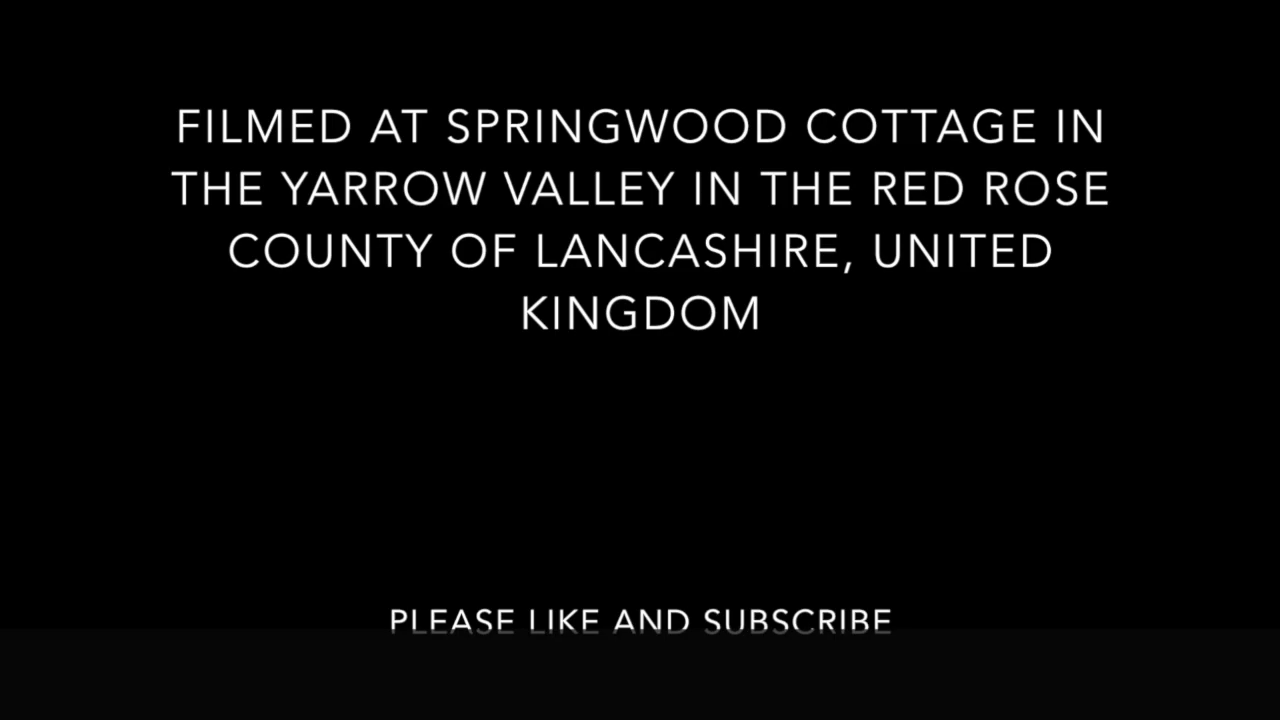 FILMED AT SPRINGWOOD COTTAGE IN
THE YARROW VALLEY IN THE RED ROSE
COUNTY OF LANCASHIRE, UNITED
KINGDOM
PLEASE LIKE AND SUBSCRIBE